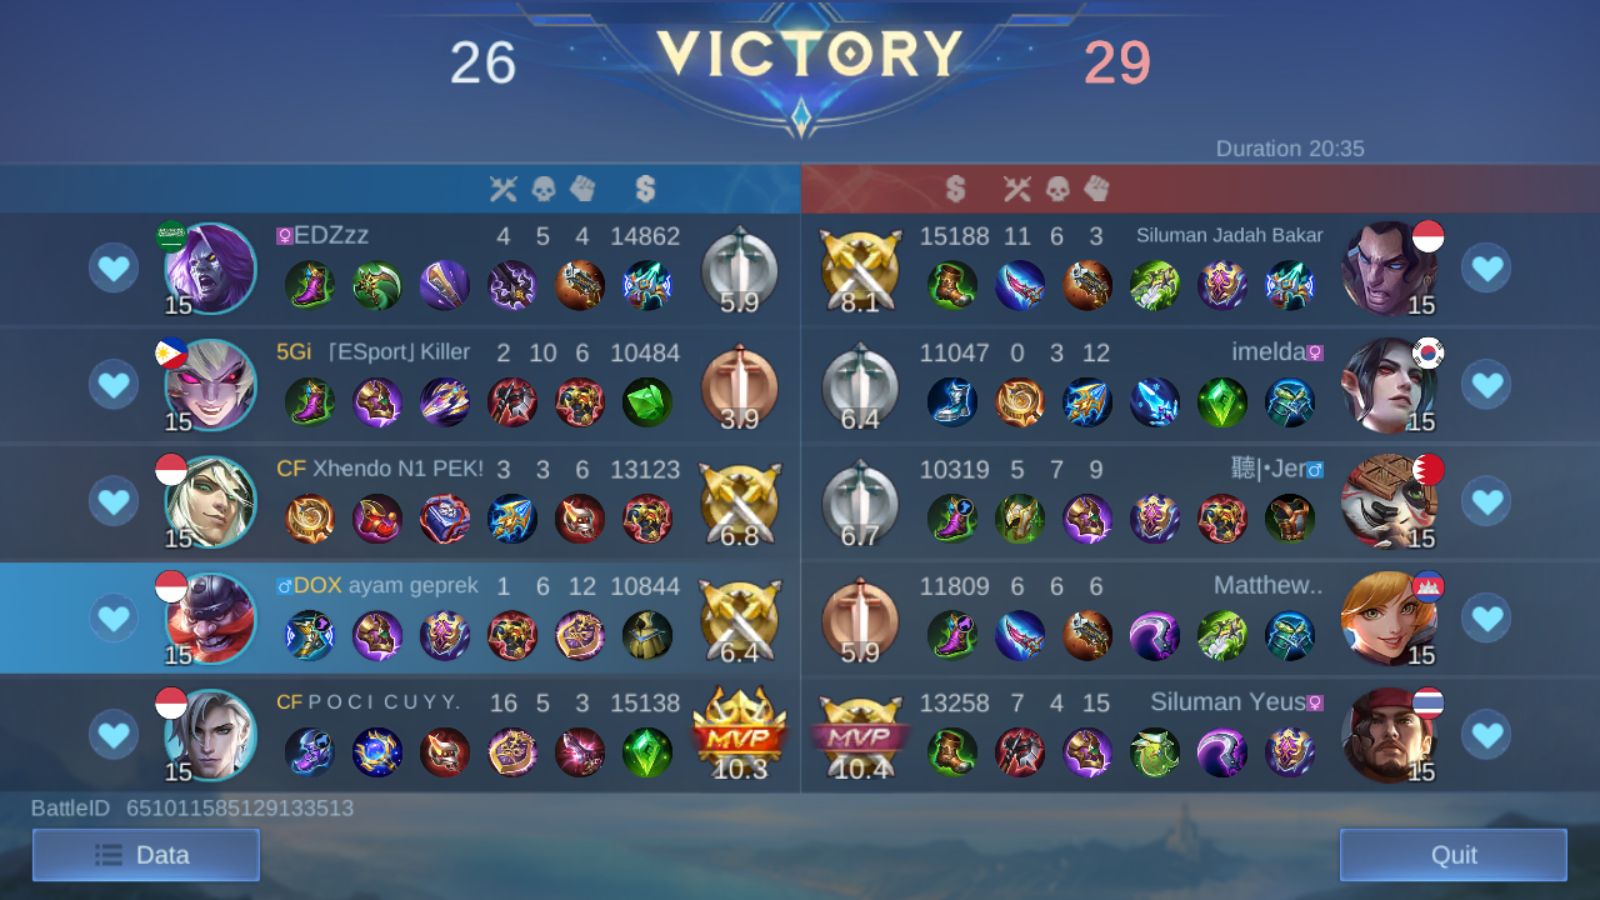 26 VICTORY 29
Duration 20:35
EDZzz 4 5 4 14862 5.9 15
8.1 15188 11 6 3 Siluman Jadah Bakar 15
5Gi 「ESport」Killer 2 10 6 10484 3.9 15
6.4 11047 0 3 12 imelda 15
CF Xhendo N1 PEK! 3 3 6 13123 6.8 15
6.7 10319 5 7 9 聽|•Jer 15
DOX ayam geprek 1 6 12 10844 6.4 15
5.9 11809 6 6 6 Matthew.. 15
CF P O C I C U Y Y. 16 5 3 15138 MVP 10.3 15
MVP 10.4 13258 7 4 15 Siluman Yeus 15
BattleID 651011585129133513
Data
Quit